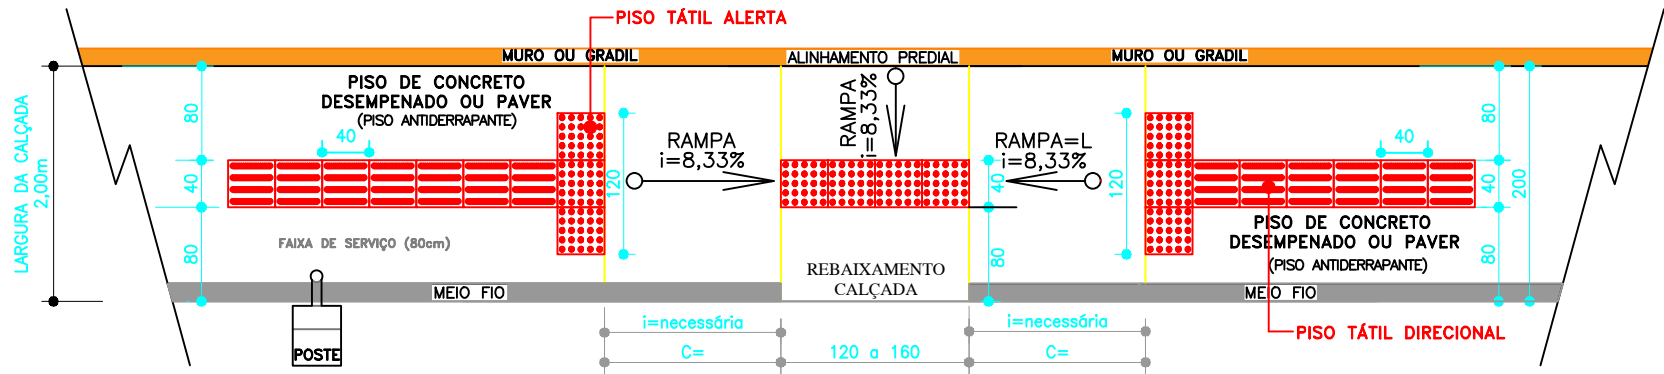 PISO TÁTIL ALERTA
MURO OU GRADIL
ALINHAMENTO PREDIAL
MURO OU GRADIL
LARGURA DA CALÇADA
2,00m
80
40
80
PISO DE CONCRETO
DESEMPENADO OU PAVER
(PISO ANTIDERRAPANTE)
40
FAIXA DE SERVIÇO (80cm)
120
RAMPA
i=8,33%
RAMPA
i=8,33%
RAMPA=L
i=8,33%
40
80
120
40
80
40
80
200
PISO DE CONCRETO
DESEMPENADO OU PAVER
(PISO ANTIDERRAPANTE)
REBAIXAMENTO
CALÇADA
MEIO FIO
MEIO FIO
POSTE
i=necessária
i=necessária
C=
120 a 160
C=
PISO TÁTIL DIRECIONAL